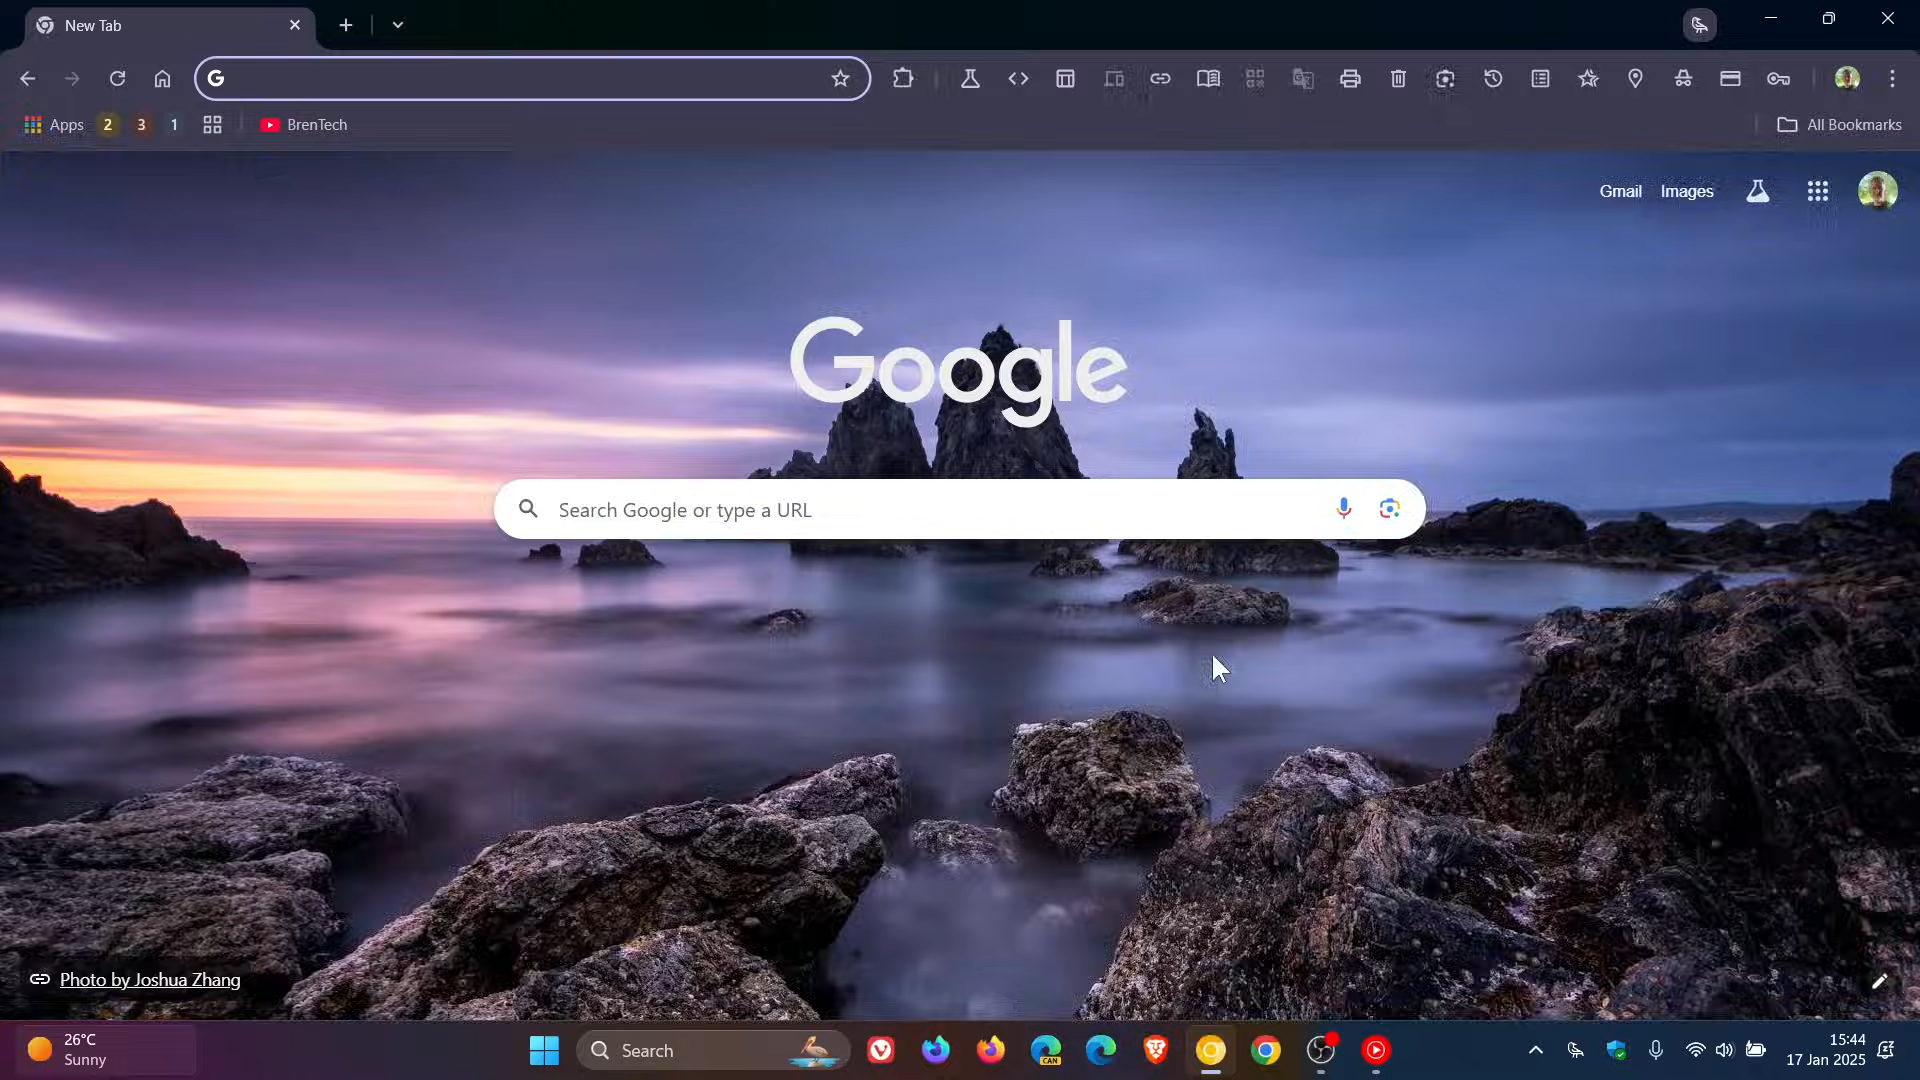 New Tab
Apps
2
3
1
BrenTech
All Bookmarks
Gmail
Images
Google
Search Google or type a URL
Photo by Joshua Zhang
26°C
Sunny
Search
CAN
15:44
17 Jan 2025